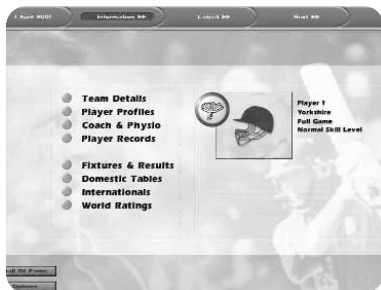 Information
Team Details
Player Profiles
Coach & Physio
Player Records
Fixtures & Results
Domestic Tables
Internationals
World Ratings
Player 1
Yorkshire
Full Game
Normal Skill Level
Options